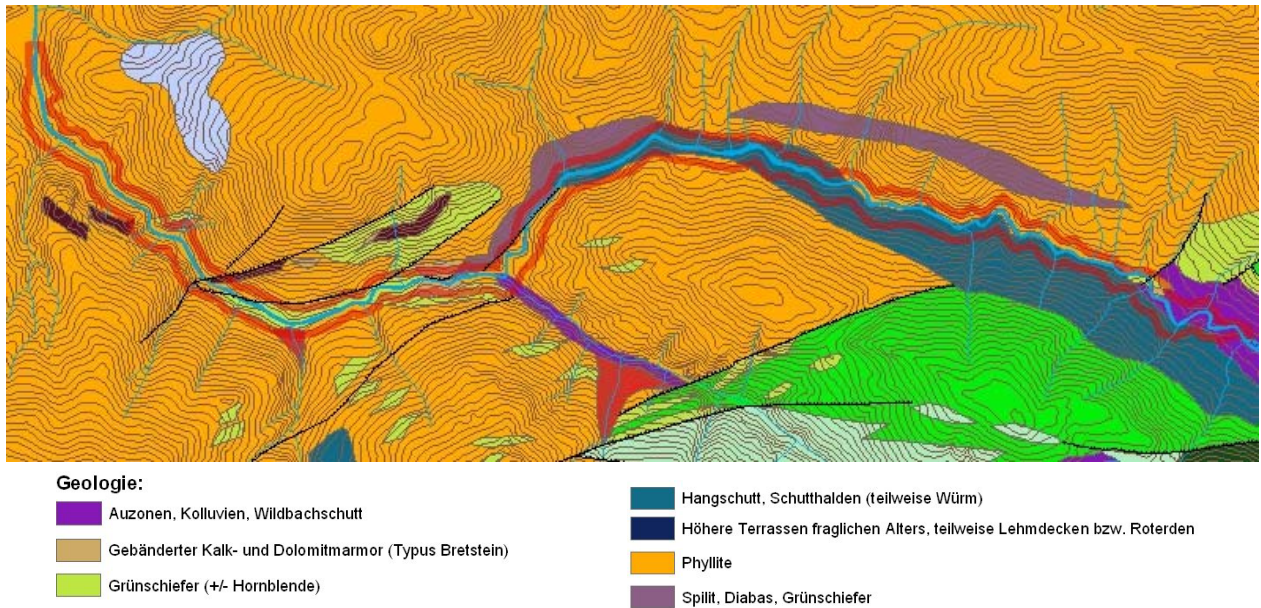 Geologie:
Auzonen, Kolluvien, Wildbachschutt
Gebänderter Kalk- und Dolomitmarmor (Typus Bretstein)
Grünschiefer (+/- Hornblende)
Hangschutt, Schutthalden (teilweise Würm)
Höhere Terrassen fraglichen Alters, teilweise Lehmdecken bzw. Roterden
Phyllite
Spilit, Diabas, Grünschiefer